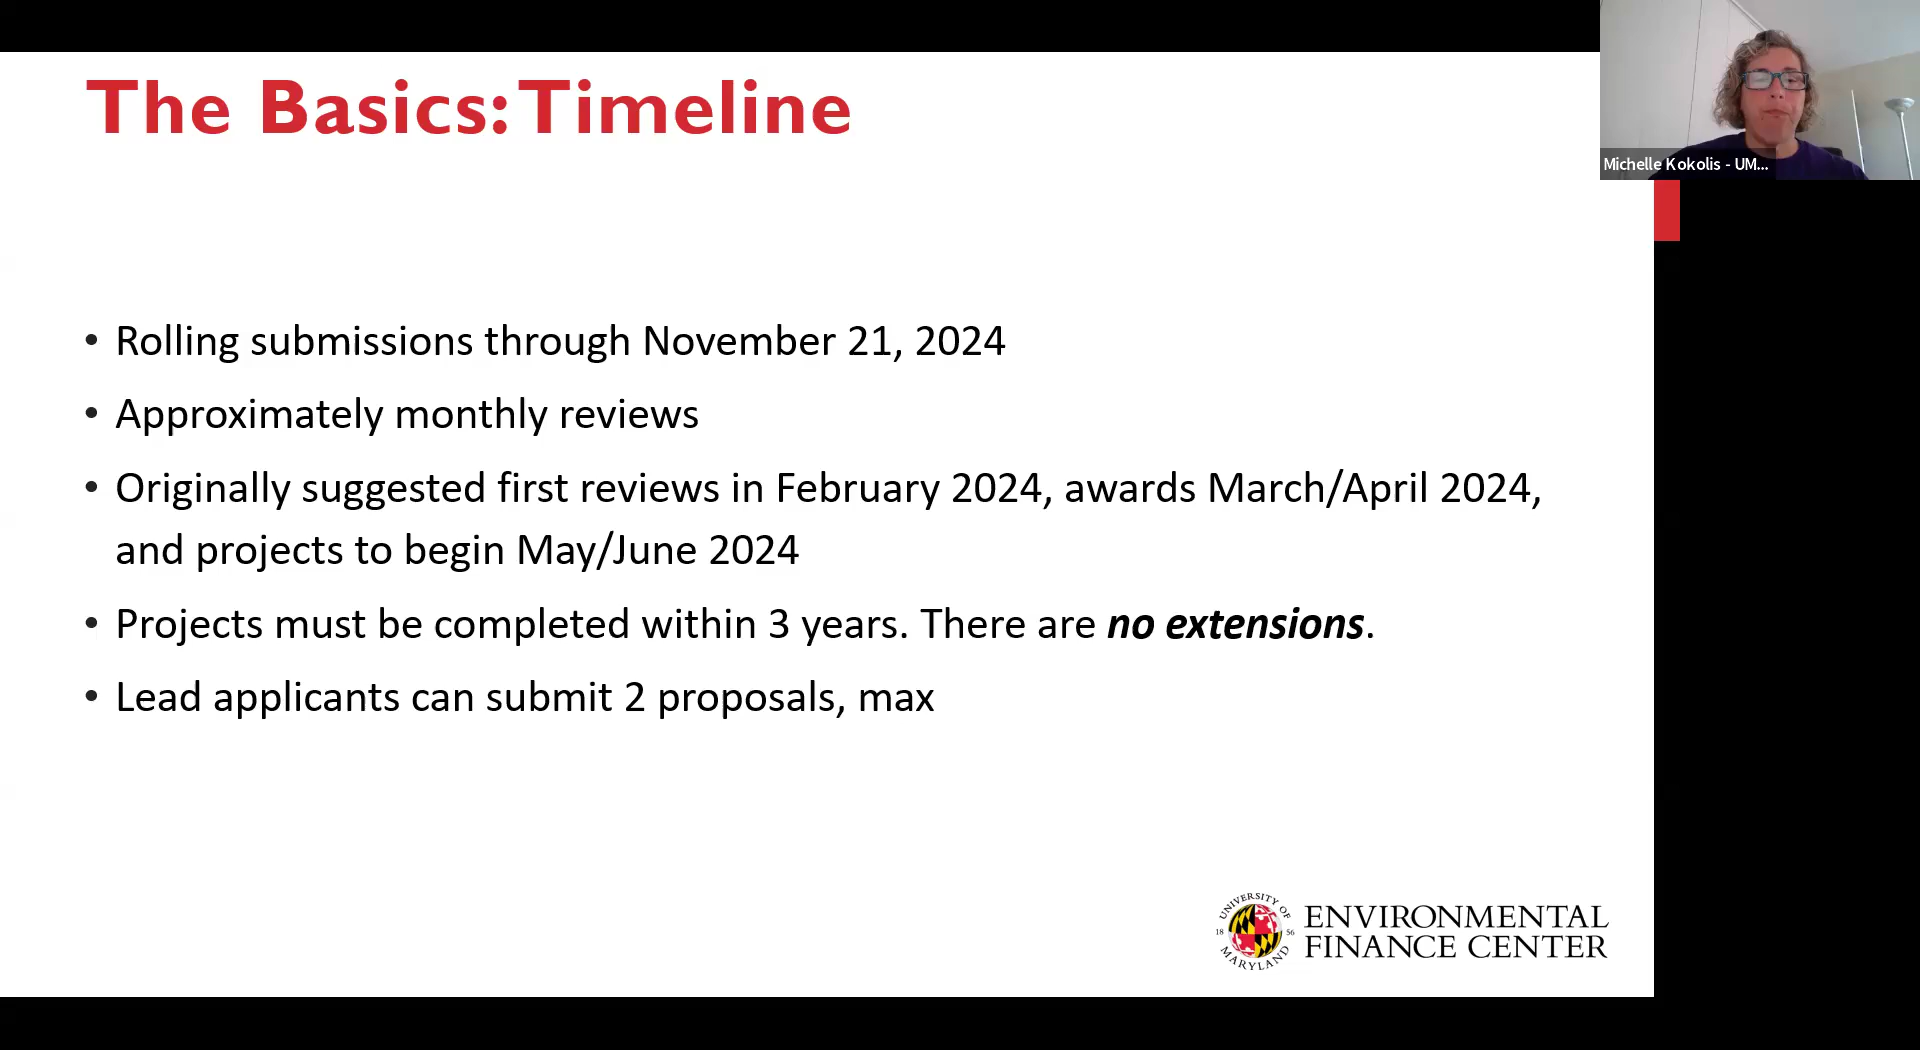 The Basics: Timeline
Michelle Kokolis - UM...
• Rolling submissions through November 21, 2024
• Approximately monthly reviews
• Originally suggested first reviews in February 2024, awards March/April 2024,
and projects to begin May/June 2024
• Projects must be completed within 3 years. There are no extensions.
• Lead applicants can submit 2 proposals, max
UNIVERSITY OF
18 56
MARYLAND
ENVIRONMENTAL
FINANCE CENTER